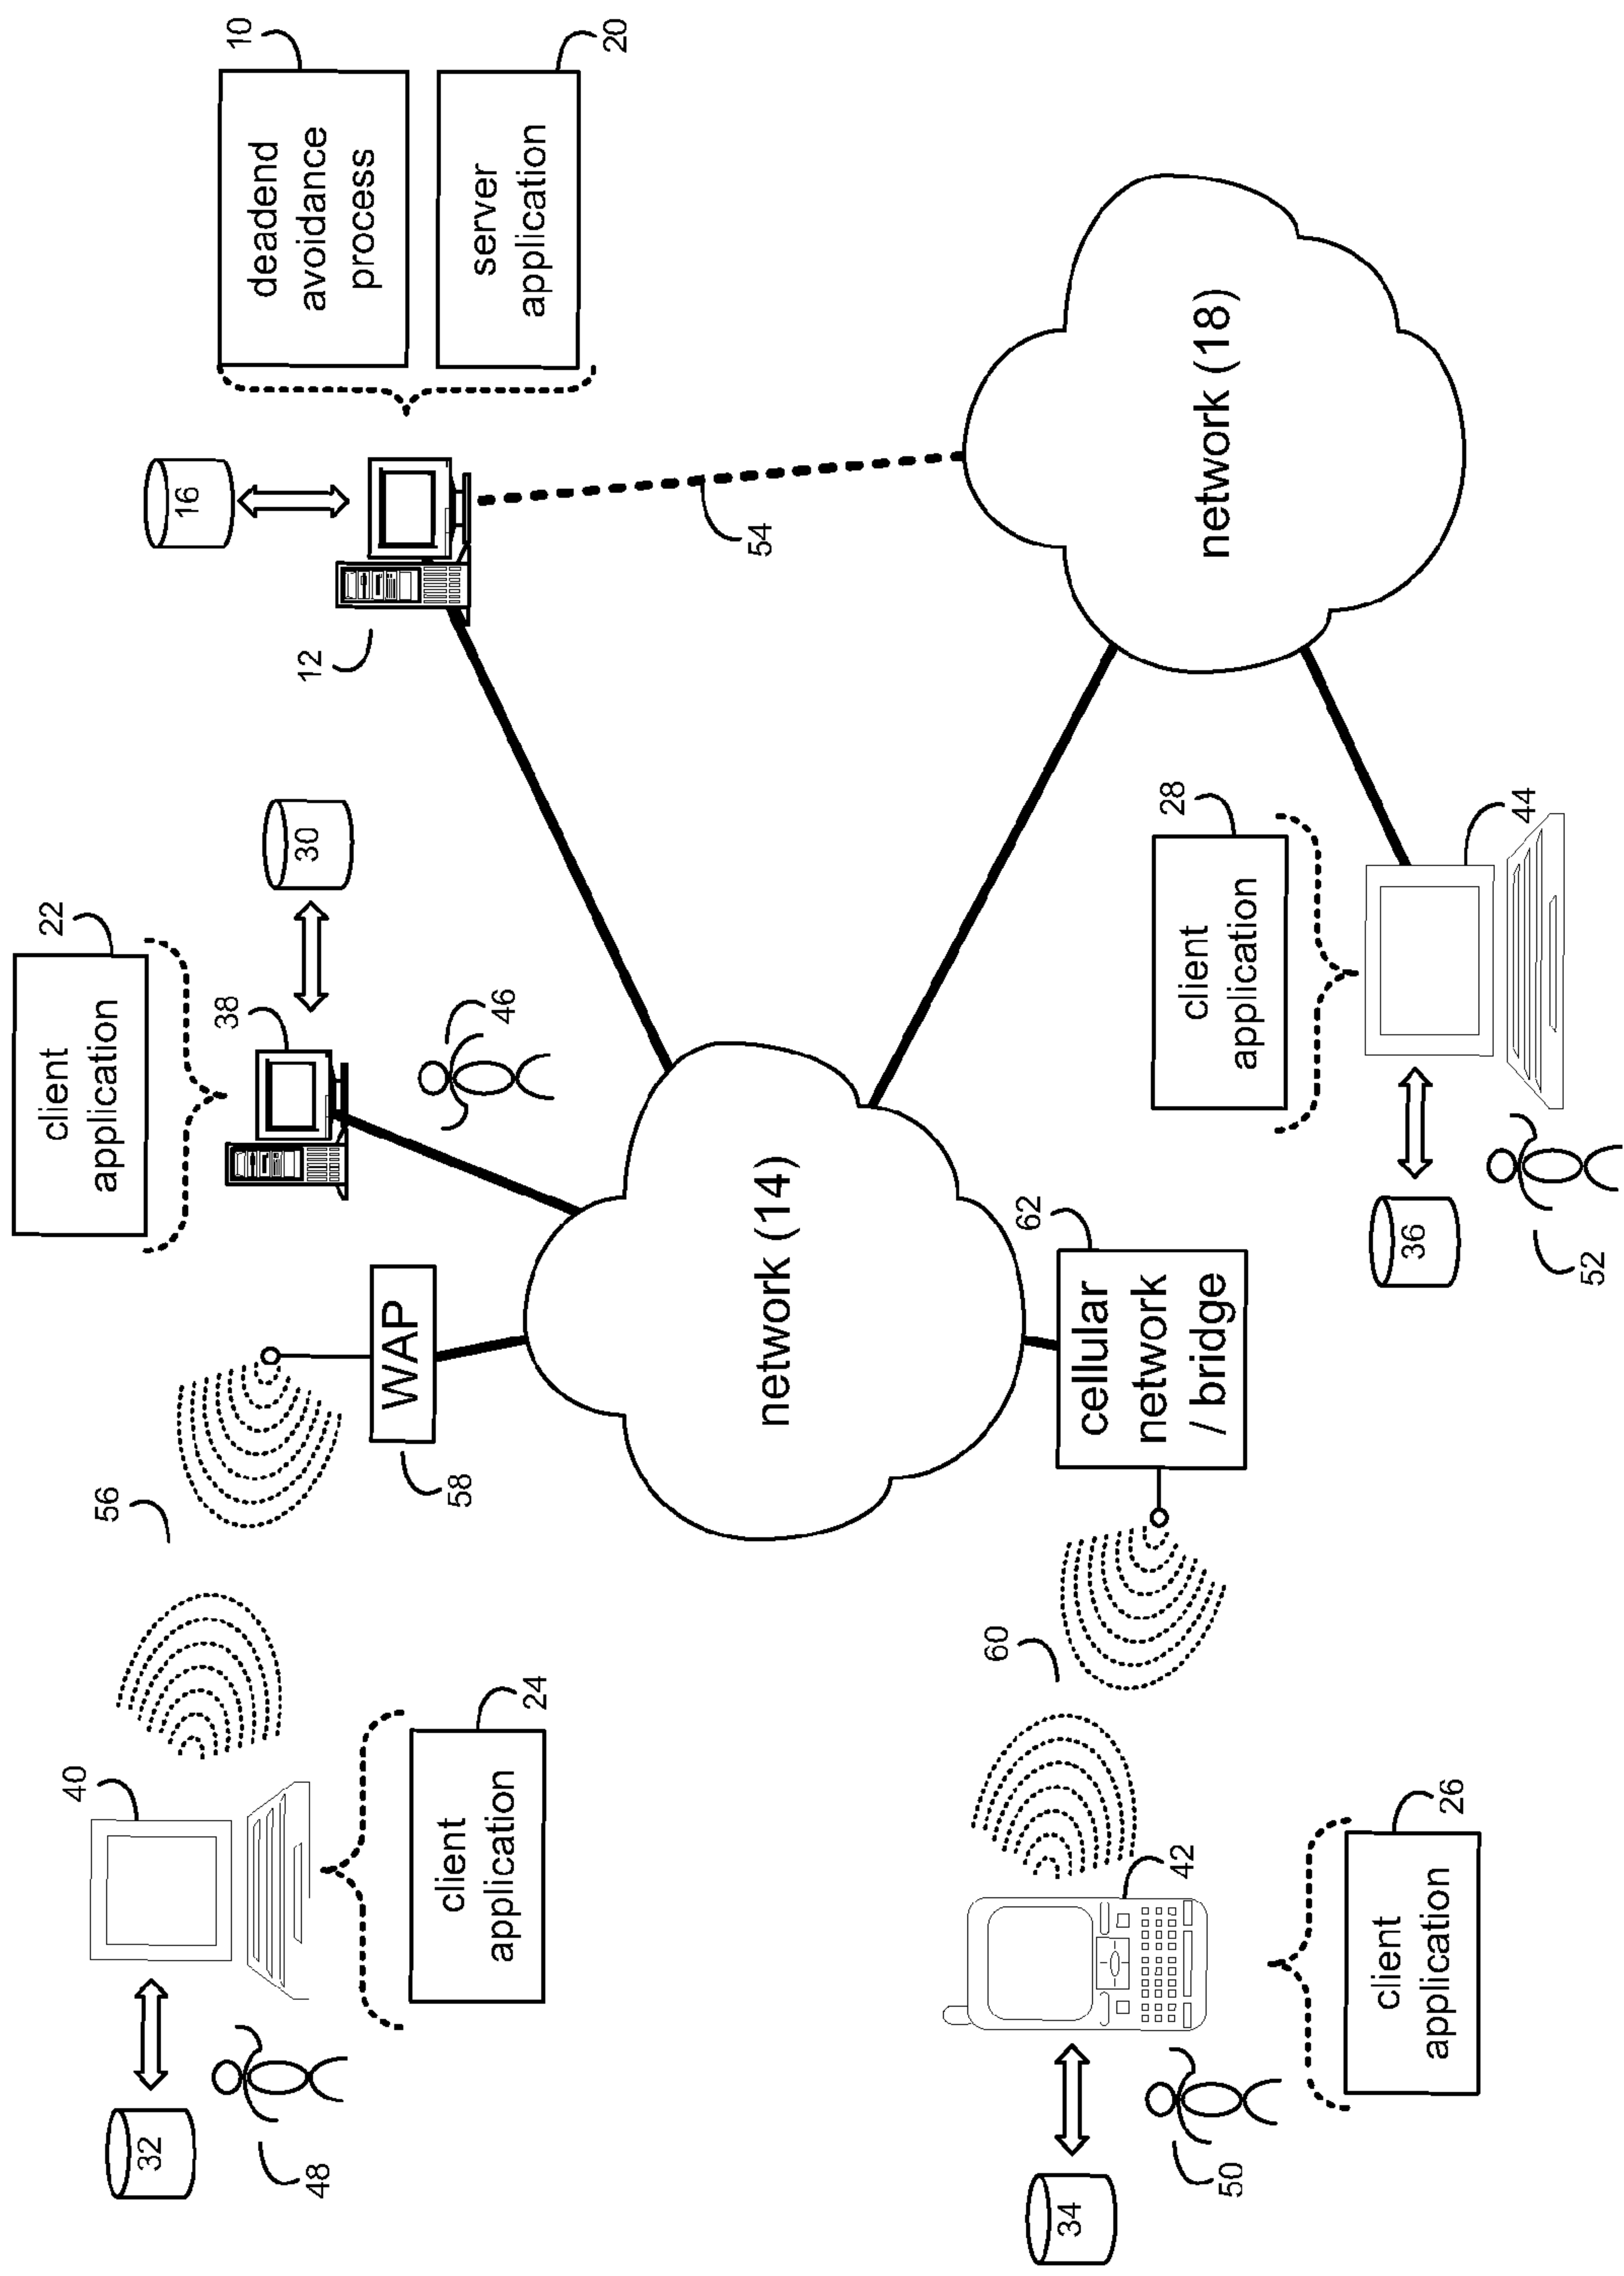 32
48
40
client
application
24
56
58
WAP
client
application
22
38
30
46
12
16
deadend
avoidance
process
10
server
application
20
54
network (14)
network (18)
34
50
42
client
application
26
60
cellular
network
/ bridge
62
36
52
client
application
28
44